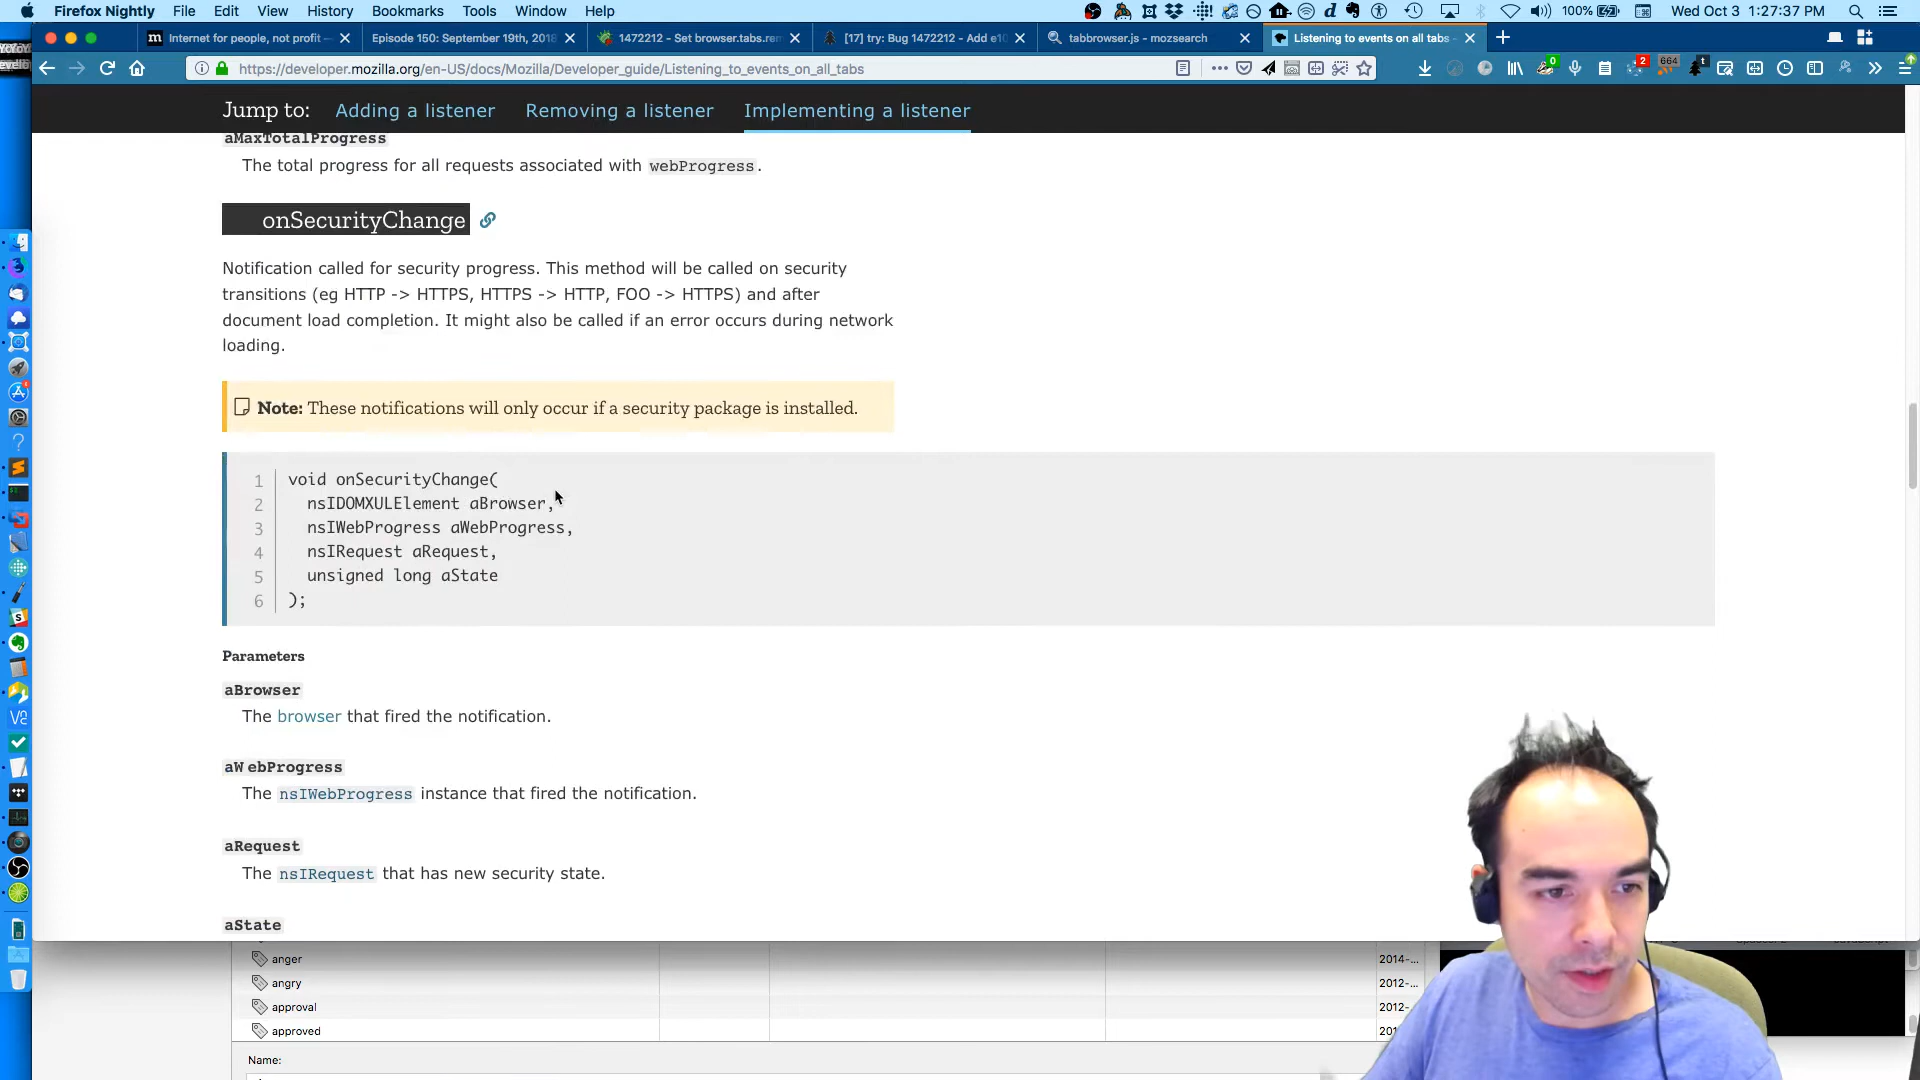 Firefox Nightly File Edit View History Bookmarks Tools Window Help
100% Wed Oct 3 1:27:37 PM
Internet for people, not profit — Episode 150: September 19th, 2018 1472212 - Set browser.tabs.rem [17] try: Bug 1472212 - Add e10 tabbrowser.js - mozsearch Listening to events on all tabs -
https://developer.mozilla.org/en-US/docs/Mozilla/Developer_guide/Listening_to_events_on_all_tabs
0 2 664
Jump to: Adding a listener Removing a listener Implementing a listener
aMaxTotalProgress
The total progress for all requests associated with webProgress.
onSecurityChange
Notification called for security progress. This method will be called on security
transitions (eg HTTP -> HTTPS, HTTPS -> HTTP, FOO -> HTTPS) and after
document load completion. It might also be called if an error occurs during network
loading.
Note: These notifications will only occur if a security package is installed.
1 void onSecurityChange(
2 nsIDOMXULElement aBrowser,
3 nsIWebProgress aWebProgress,
4 nsIRequest aRequest,
5 unsigned long aState
6 );
Parameters
aBrowser
The browser that fired the notification.
aWebProgress
The nsIWebProgress instance that fired the notification.
aRequest
The nsIRequest that has new security state.
aState
anger 2014-...
angry 2012-...
approval 2012-
approved
Name: